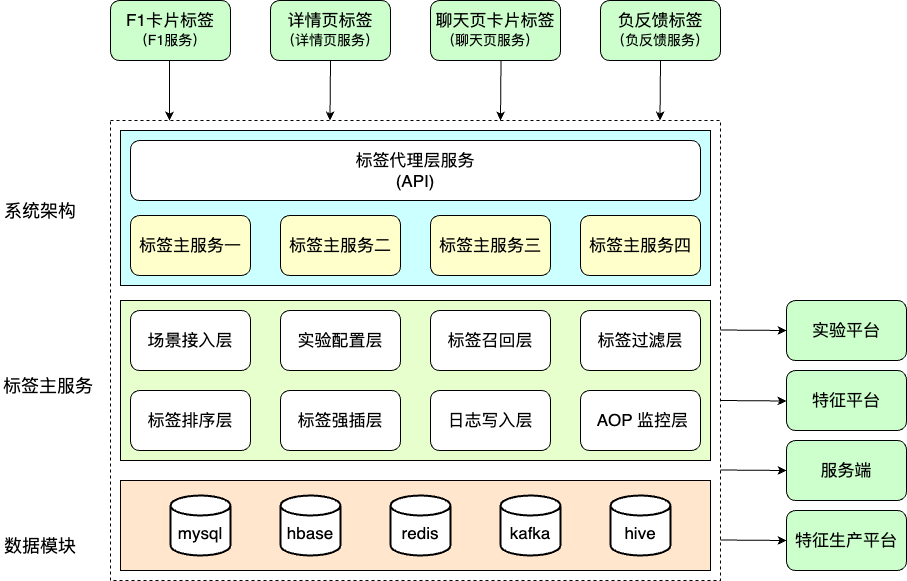 F1卡片标签
（F1服务）
详情页标签
（详情页服务）
聊天页卡片标签
（聊天页服务）
负反馈标签
（负反馈服务）
系统架构
标签代理层服务
(API)
标签主服务一
标签主服务二
标签主服务三
标签主服务四
标签主服务
场景接入层
实验配置层
标签召回层
标签过滤层
标签排序层
标签强插层
日志写入层
AOP 监控层
数据模块
mysql
hbase
redis
kafka
hive
实验平台
特征平台
服务端
特征生产平台